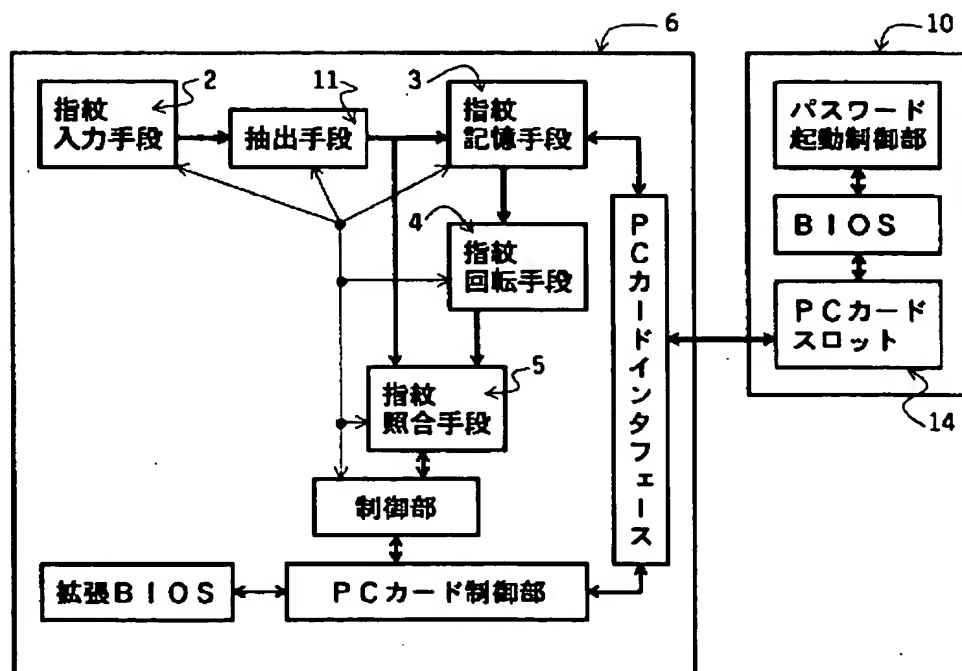 6
10
2
指紋
入力手段
11
抽出手段
3
指紋
記憶手段
4
指紋
回転手段
5
指紋
照合手段
制御部
拡張BIOS
PCカード制御部
PCカードインタフェース
パスワード
起動制御部
BIOS
PCカード
スロット
14